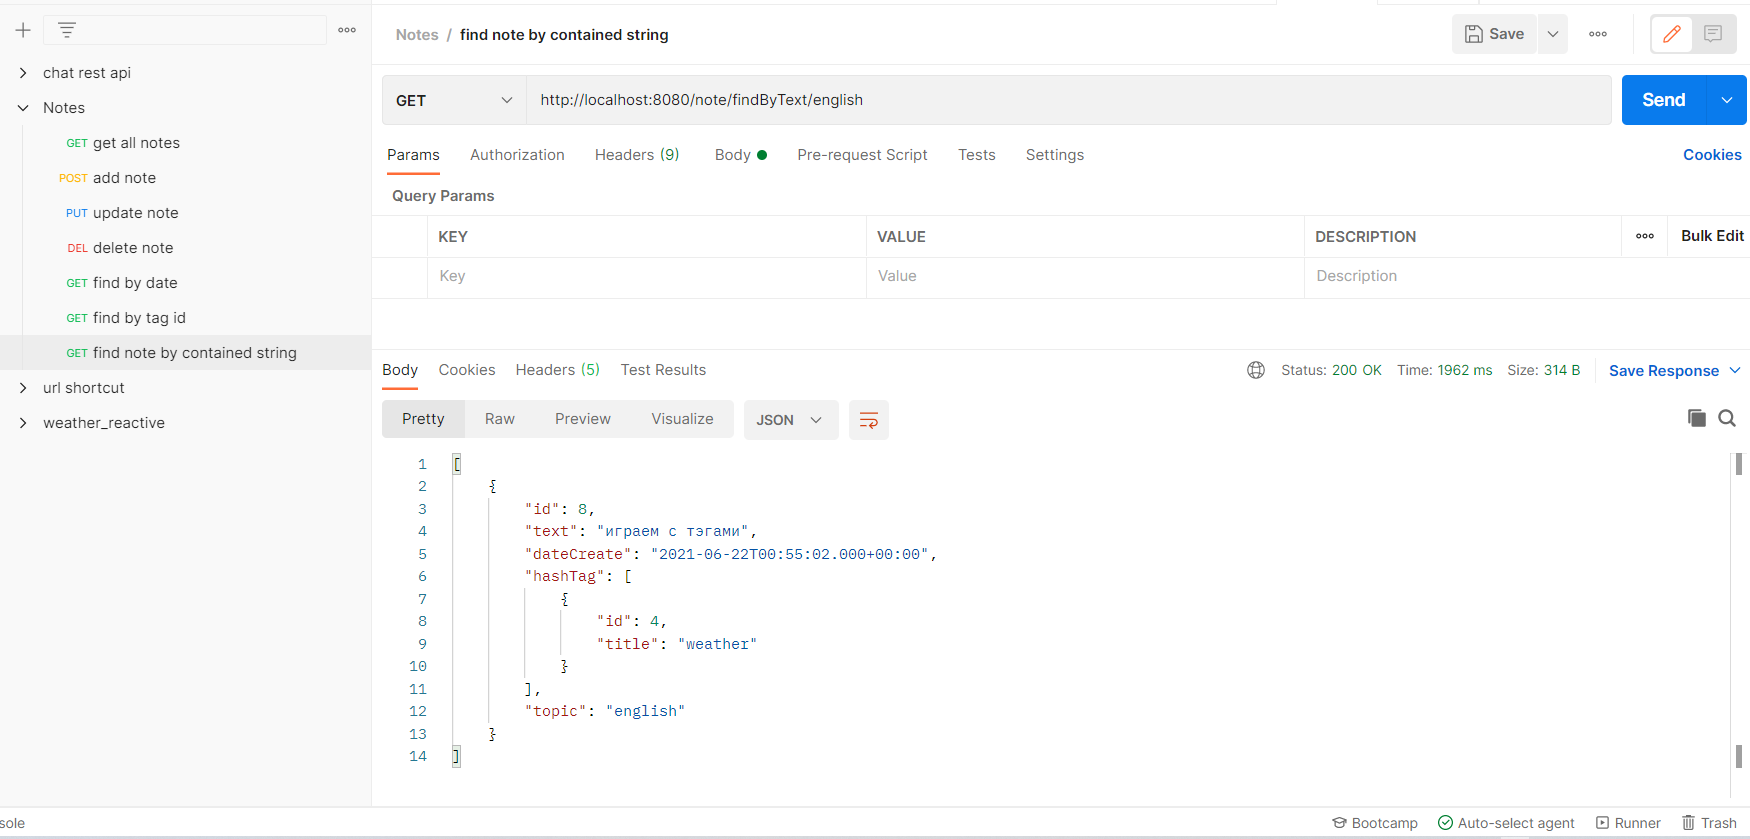 chat rest api
Notes
GET get all notes
POST add note
PUT update note
DEL delete note
GET find by date
GET find by tag id
GET find note by contained string
url shortcut
weather_reactive
Notes / find note by contained string
Save
GET http://localhost:8080/note/findByText/english
Send
Params Authorization Headers (9) Body Pre-request Script Tests Settings Cookies
Query Params
KEY VALUE DESCRIPTION Bulk Edit
Key Value Description
Body Cookies Headers (5) Test Results Status: 200 OK Time: 1962 ms Size: 314 B Save Response
Pretty Raw Preview Visualize JSON
1 [
2 {
3 "id": 8,
4 "text": "играем с тэгами",
5 "dateCreate": "2021-06-22T00:55:02.000+00:00",
6 "hashTag": [
7 {
8 "id": 4,
9 "title": "weather"
10 }
11 ],
12 "topic": "english"
13 }
14 ]
sole Bootcamp Auto-select agent Runner Trash